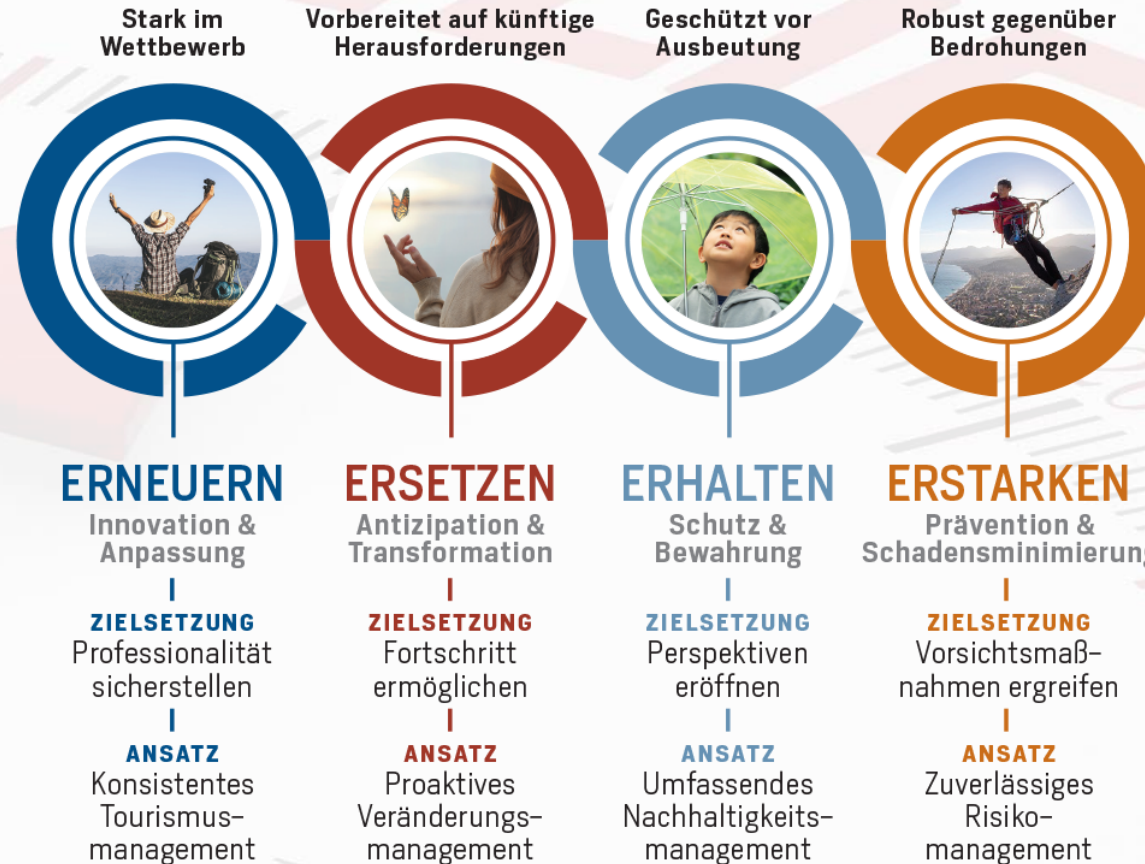 Stark im
Wettbewerb
Vorbereitet auf künftige
Herausforderungen
Geschützt vor
Ausbeutung
Robust gegenüber
Bedrohungen
ERNEUERN
Innovation &
Anpassung
ZIELSETZUNG
Professionalität
sicherstellen
ANSATZ
Konsistentes
Tourismus–
management
ERSETZEN
Antizipation &
Transformation
ZIELSETZUNG
Fortschritt
ermöglichen
ANSATZ
Proaktives
Veränderungs–
management
ERHALTEN
Schutz &
Bewahrung
ZIELSETZUNG
Perspektiven
eröffnen
ANSATZ
Umfassendes
Nachhaltigkeits–
management
ERSTARKEN
Prävention &
Schadensminimierung
ZIELSETZUNG
Vorsichtsmaß–
nahmen ergreifen
ANSATZ
Zuverlässiges
Risiko–
management